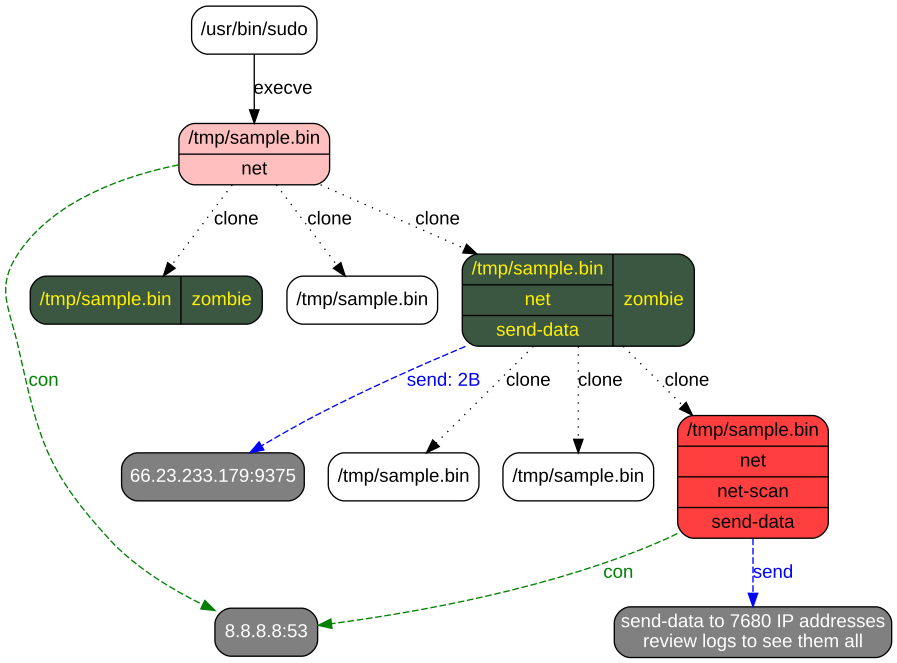 /usr/bin/sudo
execve
/tmp/sample.bin
net
clone
clone
clone
/tmp/sample.bin
zombie
/tmp/sample.bin
/tmp/sample.bin
net
send-data
zombie
con
send: 2B
clone
clone
clone
66.23.233.179:9375
/tmp/sample.bin
/tmp/sample.bin
/tmp/sample.bin
net
net-scan
send-data
con
send
8.8.8.8:53
send-data to 7680 IP addresses
review logs to see them all